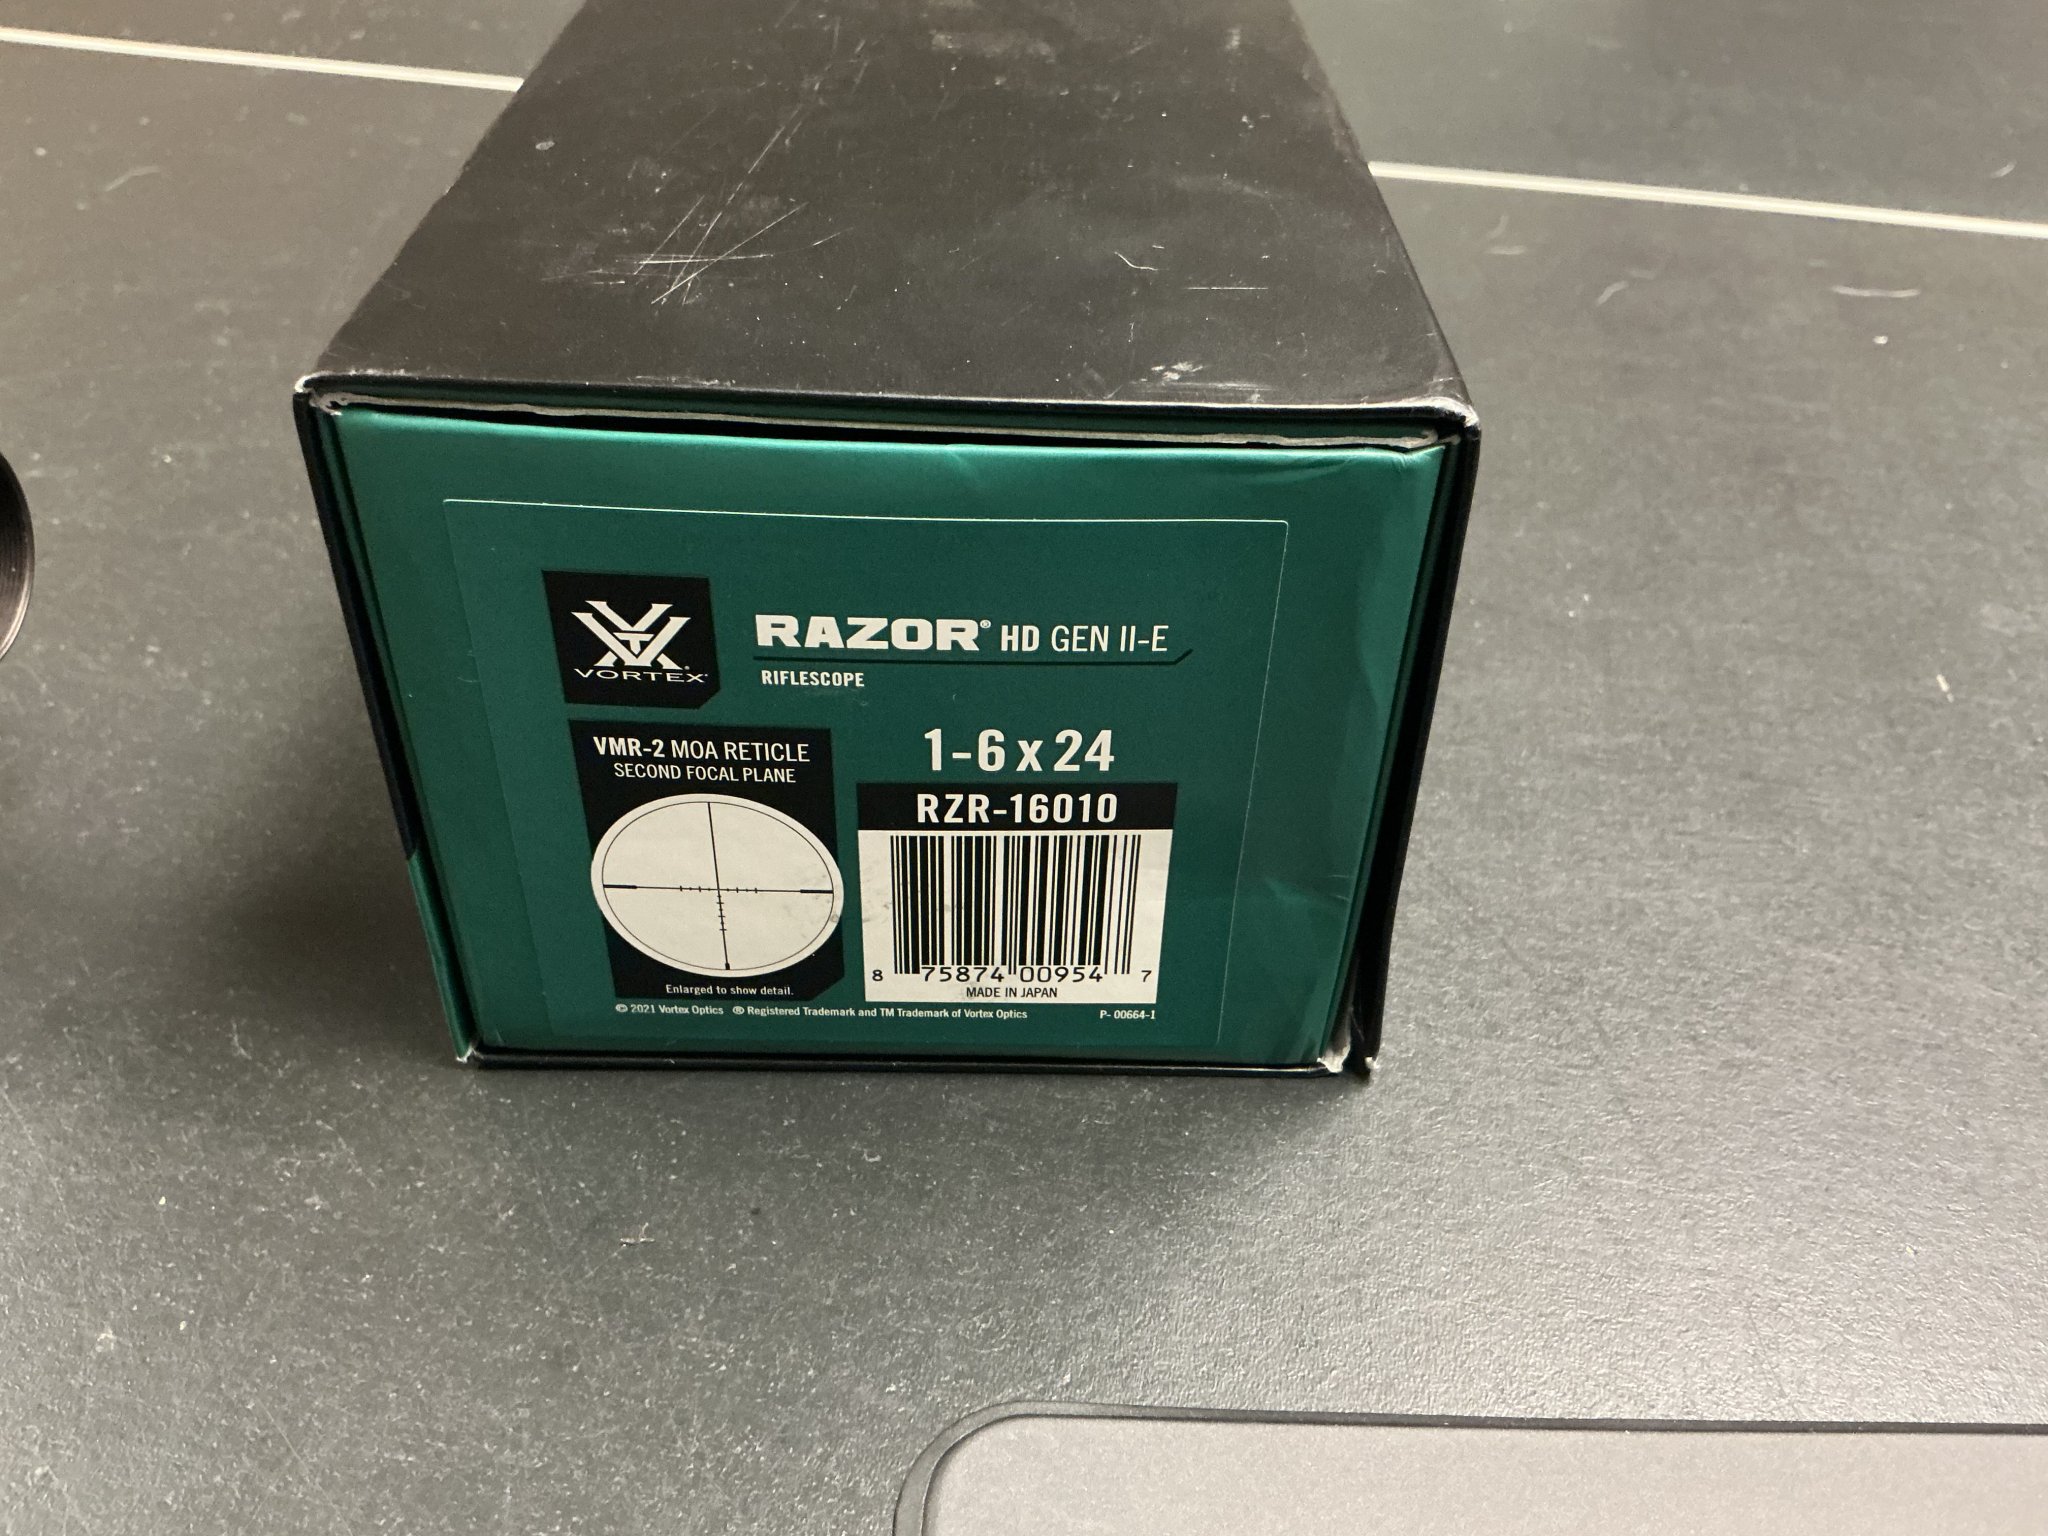 VORTEX®
RAZOR® HD GEN II-E
RIFLESCOPE
VMR-2 MOA RETICLE
SECOND FOCAL PLANE
Enlarged to show detail.
1-6 x 24
RZR-16010
8 75874 00954 7
MADE IN JAPAN
© 2021 Vortex Optics ® Registered Trademark and TM Trademark of Vortex Optics
P- 00664-1